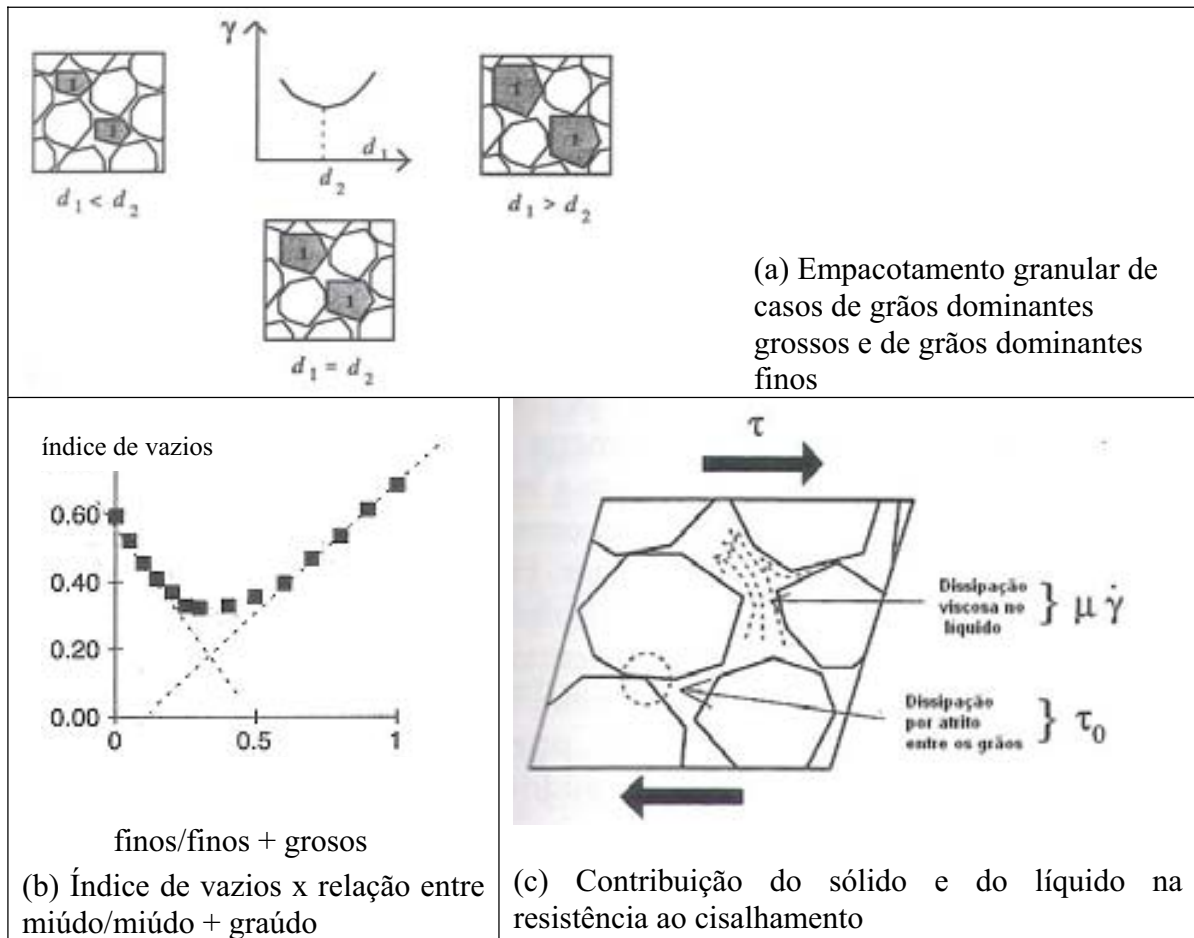 γ
1
1
d₁
d₂
d₁ < d₂
1
1
d₁ > d₂
1
1
d₁ = d₂
(a) Empacotamento granular de
casos de grãos dominantes
grossos e de grãos dominantes
finos
índice de vazios
0.60
0.40
0.20
0.00
0
0.5
1
finos/finos + grosos
(b) Índice de vazios x relação entre
miúdo/miúdo + graúdo
τ
Dissipação
viscosa no
líquido
} μ γ̇
Dissipação
por atrito
entre os grãos
} τ₀
(c) Contribuição do sólido e do líquido na
resistência ao cisalhamento